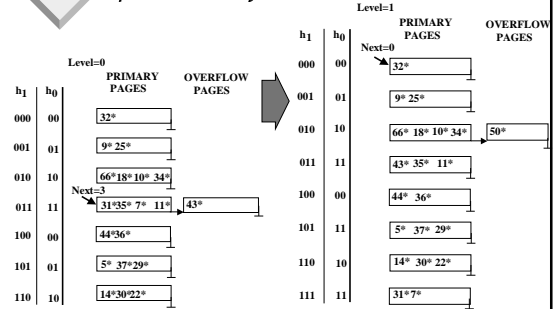 Level=0
PRIMARY PAGES
OVERFLOW PAGES
h1 h0
000 00 32*
001 01 9* 25*
010 10 66*18*10* 34*
Next=3
011 11 31*35* 7* 11* 43*
100 00 44*36*
101 01 5* 37*29*
110 10 14*30*22*
Level=1
PRIMARY PAGES
OVERFLOW PAGES
h1 h0
Next=0
000 00 32*
001 01 9* 25*
010 10 66* 18* 10* 34* 50*
011 11 43* 35* 11*
100 00 44* 36*
101 11 5* 37* 29*
110 10 14* 30* 22*
111 11 31*7*